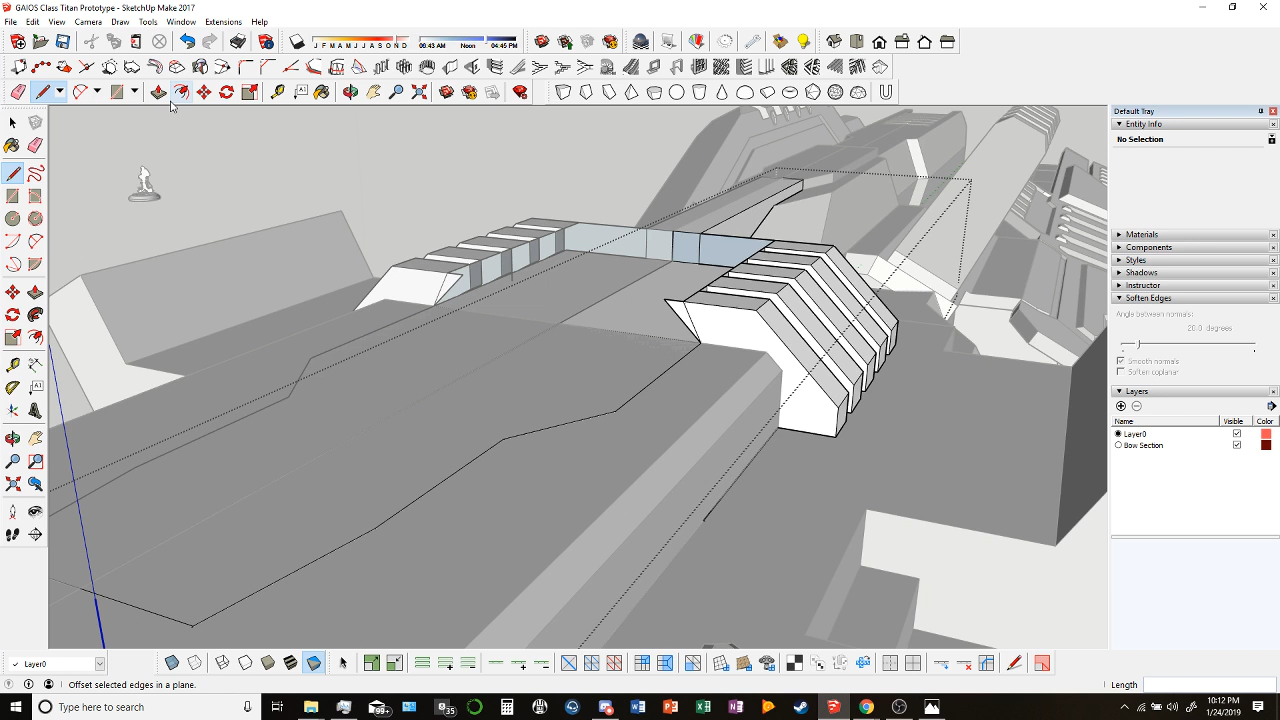 GAIOS Class Titan Prototype - SketchUp Make 2017
File Edit View Camera Draw Tools Window Extensions Help
J F M A M J J A S O N D 06:43 AM Noon 04:45 PM
Default Tray
Entity Info
No Selection
Materials
Components
Styles
Shadows
Instructor
Soften Edges
Angle between normals:
20.0 degrees
Smooth normals
Soften coplanar
Layers
Name Visible Color
Layer0
Bow Section
Layer0
Offset selected edges in a plane.
Length
Type here to search
99+
35
10:12 PM
1/24/2019